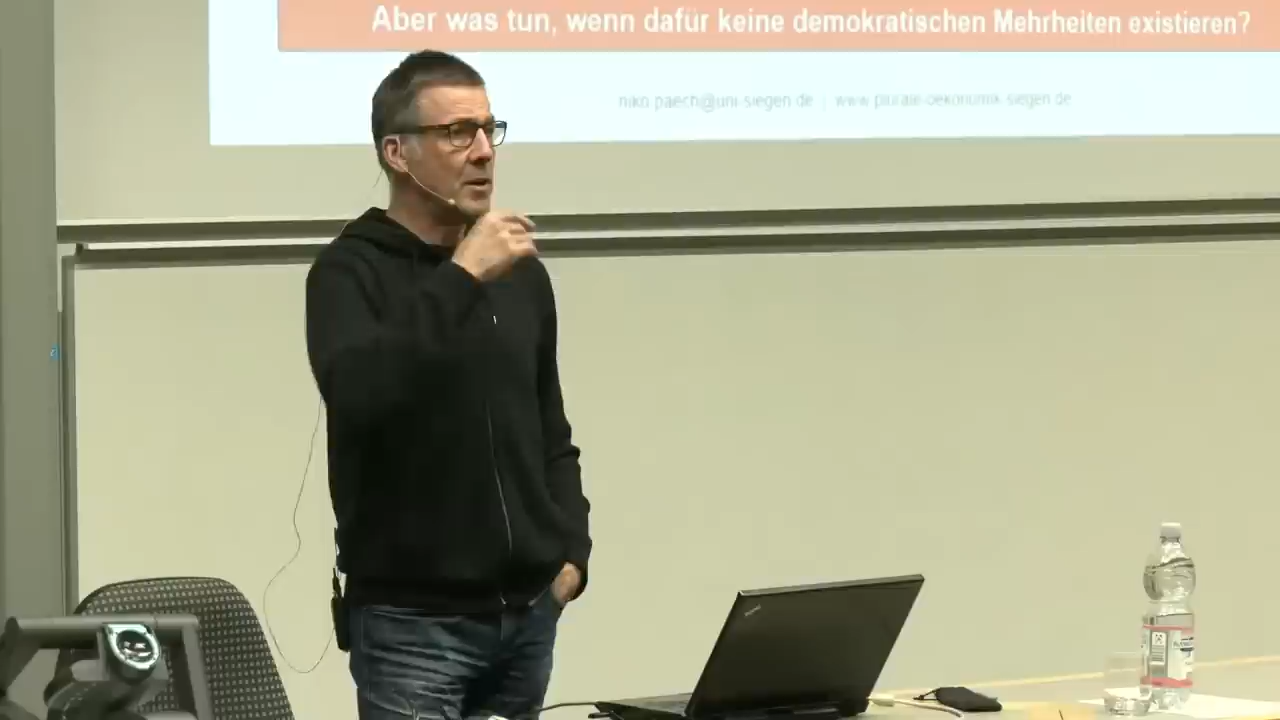 Aber was tun, wenn dafür keine demokratischen Mehrheiten existieren?
niko.paech@uni-siegen.de | www.plurale-oekonomik-siegen.de